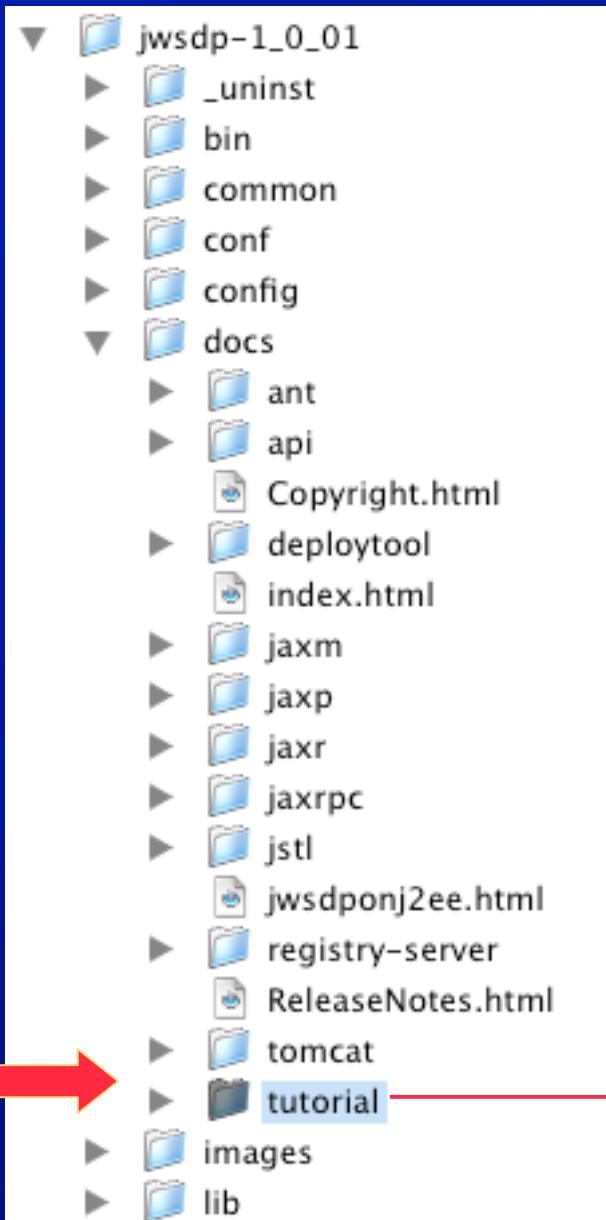 jwsdp-1_0_01
_uninst
bin
common
conf
config
docs
ant
api
Copyright.html
deploytool
index.html
jaxm
jaxp
jaxr
jaxrpc
jstl
jwsdponj2ee.html
registry-server
ReleaseNotes.html
tomcat
tutorial
images
lib